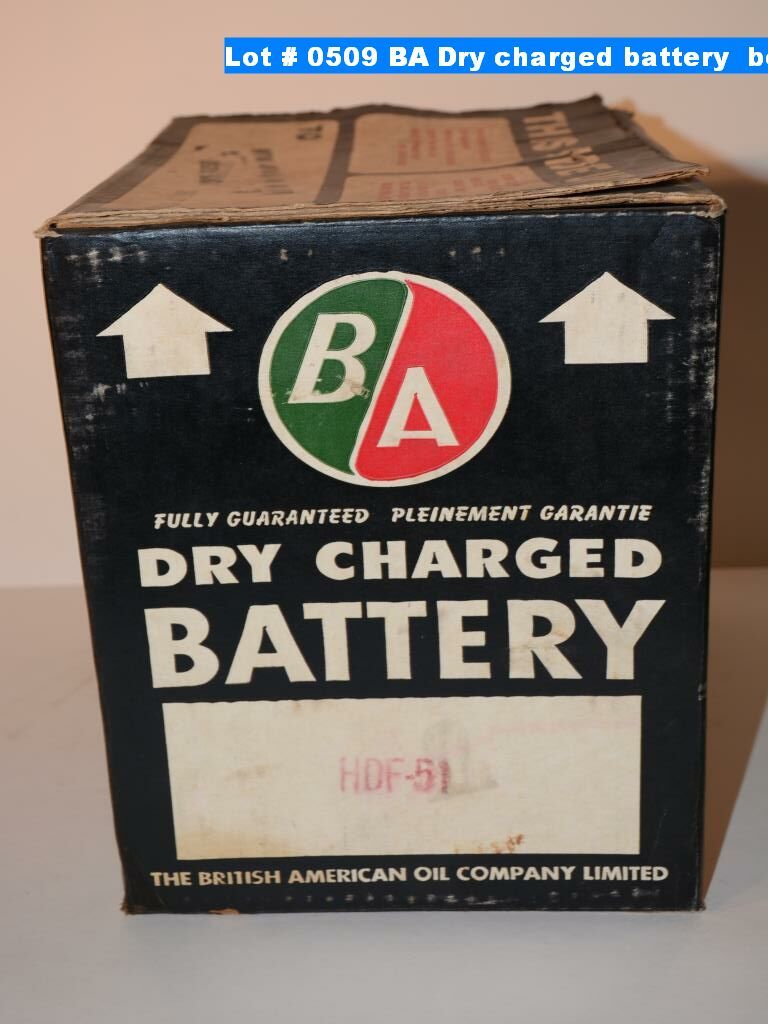 Lot # 0509 BA Dry charged battery
TO
BA
FULLY GUARANTEED PLEINEMENT GARANTIE
DRY CHARGED
BATTERY
HDF-51
THE BRITISH AMERICAN OIL COMPANY LIMITED